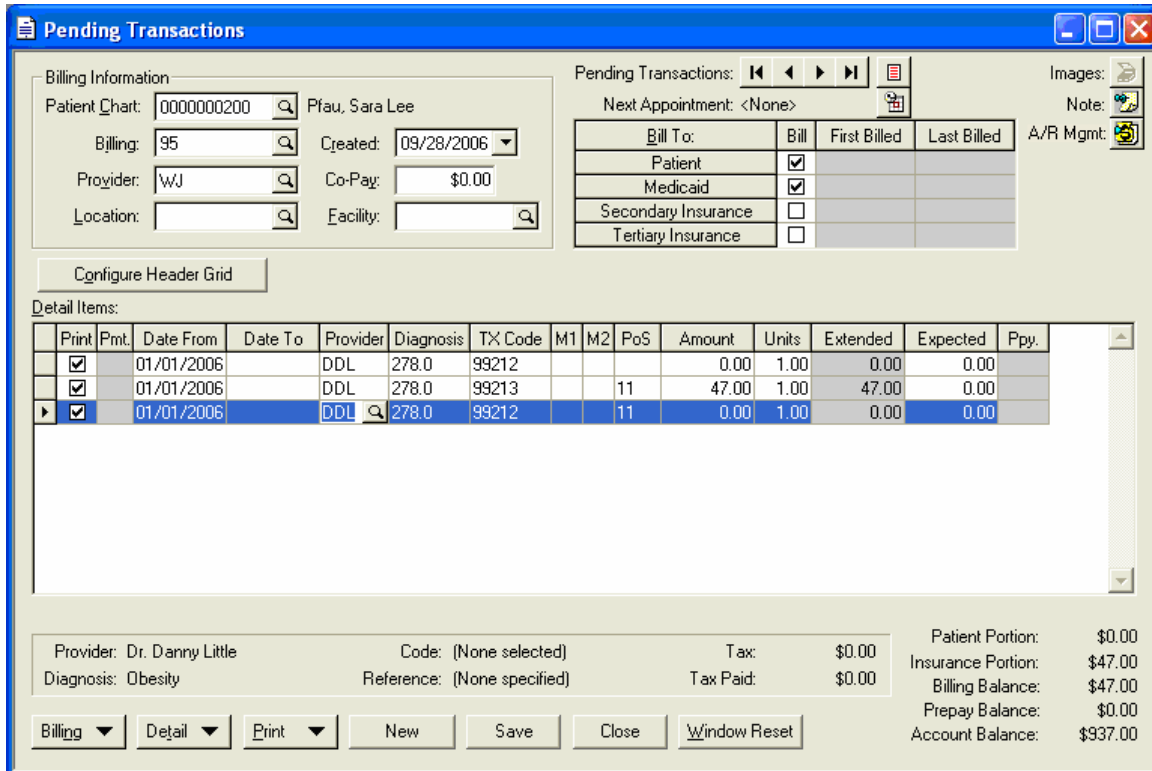 Pending Transactions
Billing Information
Patient Chart: 0000000200 Pfau, Sara Lee
Billing: 95 Created: 09/28/2006
Provider: WJ Co-Pay: $0.00
Location: Facility:
Pending Transactions:
Next Appointment: <None>
Bill To: Bill First Billed Last Billed
Patient
Medicaid
Secondary Insurance
Tertiary Insurance
Images:
Note:
A/R Mgmt:
Configure Header Grid
Detail Items:
Print Pmt. Date From Date To Provider Diagnosis TX Code M1 M2 PoS Amount Units Extended Expected Ppy.
01/01/2006 DDL 278.0 99212 0.00 1.00 0.00 0.00
01/01/2006 DDL 278.0 99213 11 47.00 1.00 47.00 0.00
01/01/2006 DDL 278.0 99212 11 0.00 1.00 0.00 0.00
Provider: Dr. Danny Little Code: (None selected) Tax: $0.00
Diagnosis: Obesity Reference: (None specified) Tax Paid: $0.00
Patient Portion: $0.00
Insurance Portion: $47.00
Billing Balance: $47.00
Prepay Balance: $0.00
Account Balance: $937.00
Billing Detail Print New Save Close Window Reset